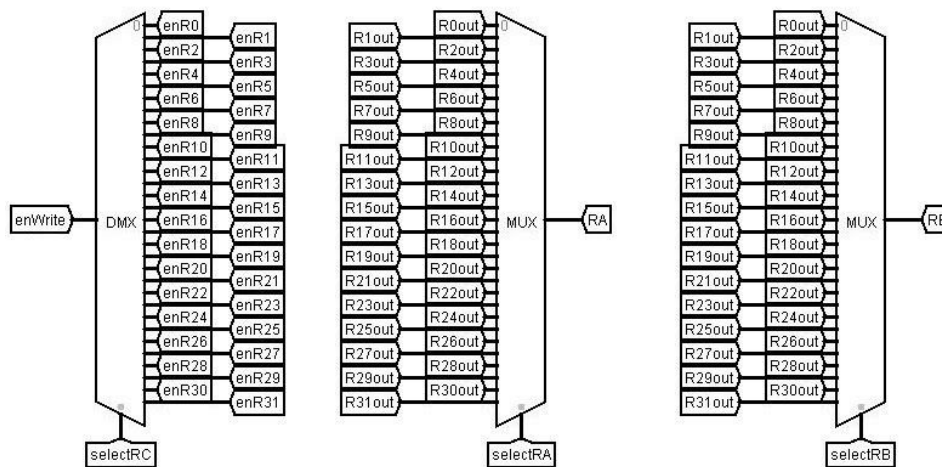 0 enR0
enR1
enR2
enR3
enR4
enR5
enR6
enR7
enR8
enR9
enR10
enR11
enR12
enR13
enR14
enR15
enWrite DMX enR16
enR17
enR18
enR19
enR20
enR21
enR22
enR23
enR24
enR25
enR26
enR27
enR28
enR29
enR30
enR31
selectRC
R0out 0
R1out
R2out
R3out
R4out
R5out
R6out
R7out
R8out
R9out
R10out
R11out
R12out
R13out
R14out
R15out
R16out MUX RA
R17out
R18out
R19out
R20out
R21out
R22out
R23out
R24out
R25out
R26out
R27out
R28out
R29out
R30out
R31out
selectRA
R0out 0
R1out
R2out
R3out
R4out
R5out
R6out
R7out
R8out
R9out
R10out
R11out
R12out
R13out
R14out
R15out
R16out MUX RB
R17out
R18out
R19out
R20out
R21out
R22out
R23out
R24out
R25out
R26out
R27out
R28out
R29out
R30out
R31out
selectRB